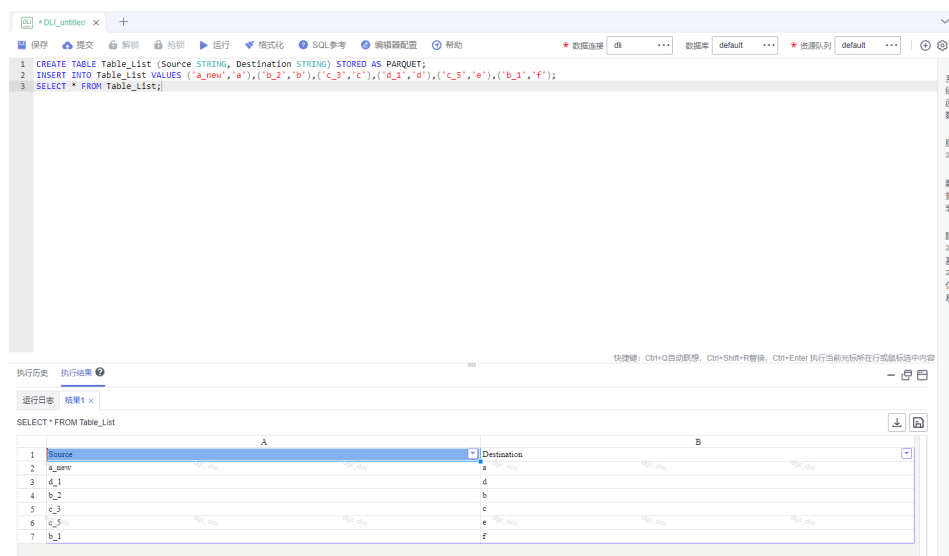 DLI *DLI_untitled × +
保存 提交 解锁 抢锁 运行 格式化 SQL参考 编辑器配置 帮助 * 数据连接 dli ··· 数据库 default ··· * 资源队列 default ···
1 CREATE TABLE Table_List (Source STRING, Destination STRING) STORED AS PARQUET;
2 INSERT INTO Table_List VALUES ('a_new','a'),('b_2','b'),('c_3','c'),('d_1','d'),('c_5','e'),('b_1','f');
3 SELECT * FROM Table_List;
快捷键：Ctrl+Q自动联想，Ctrl+Shift+R替换，Ctrl+Enter 执行当前光标所在行或鼠标选中内容
执行历史 执行结果
运行日志 结果1 ×
SELECT * FROM Table_List
A B
1 Source Destination
2 a_new a
3 d_1 d
4 b_2 b
5 c_3 c
6 c_5 e
7 b_1 f